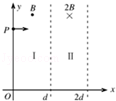 y B 2B
P
I II
O d 2d x